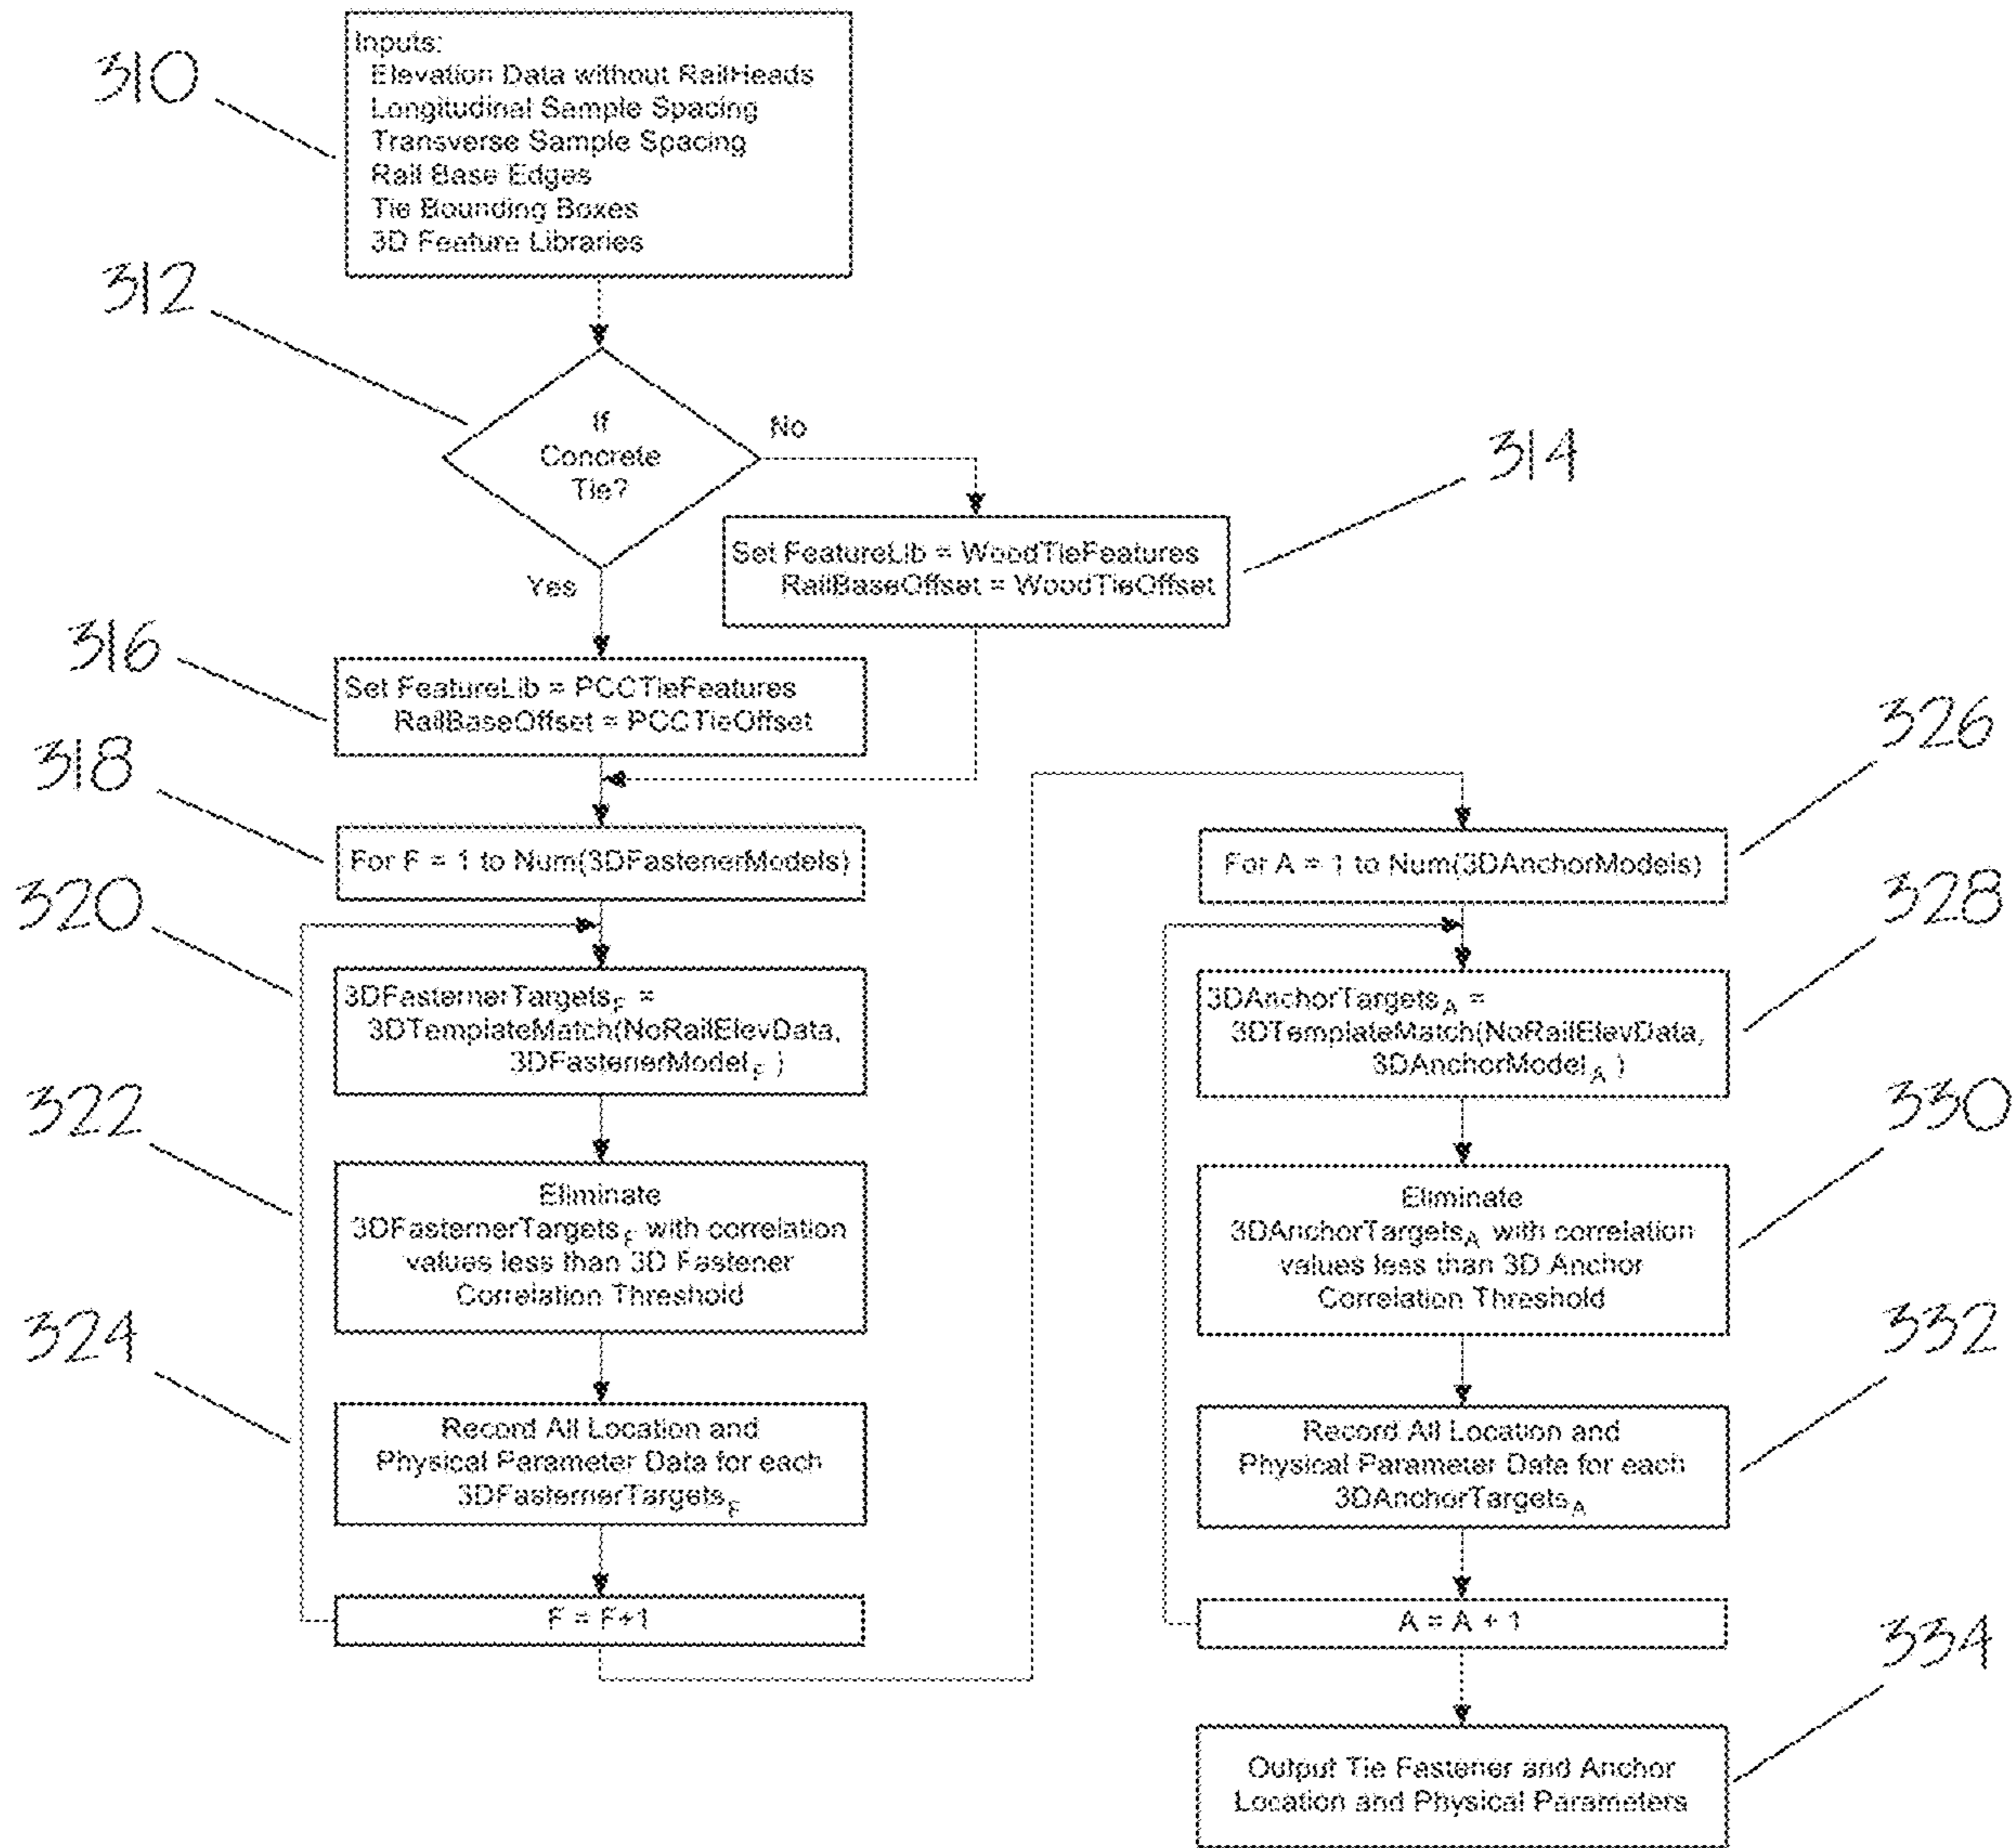 310
Inputs:
Elevation Data without RailHeads
Longitudinal Sample Spacing
Transverse Sample Spacing
Rail Base Edges
Tie Bounding Boxes
3D Feature Libraries
312
If
Concrete
Tie?
No
Yes
314
Set FeatureLib = WoodTieFeatures
RailBaseOffset = WoodTieOffset
316
Set FeatureLib = PCCTieFeatures
RailBaseOffset = PCCTieOffset
318
For F = 1 to Num(3DFastenerModels)
320
3DFasternerTargets_F =
3DTemplateMatch(NoRailElevData,
3DFastenerModel_F )
322
Eliminate
3DFasternerTargets_F with correlation
values less than 3D Fastener
Correlation Threshold
324
Record All Location and
Physical Parameter Data for each
3DFasternerTargets_F
F = F+1
326
For A = 1 to Num(3DAnchorModels)
328
3DAnchorTargets_A =
3DTemplateMatch(NoRailElevData,
3DAnchorModel_A )
330
Eliminate
3DAnchorTargets_A with correlation
values less than 3D Anchor
Correlation Threshold
332
Record All Location and
Physical Parameter Data for each
3DAnchorTargets_A
A = A + 1
334
Output Tie Fastener and Anchor
Location and Physical Parameters